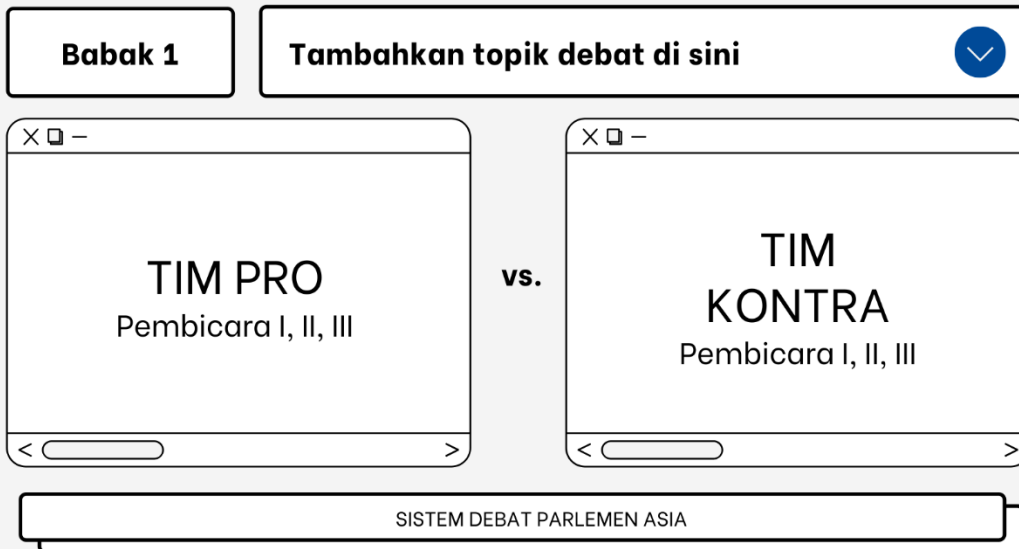 Babak 1
Tambahkan topik debat di sini
TIM PRO
Pembicara I, II, III
vs.
TIM
KONTRA
Pembicara I, II, III
SISTEM DEBAT PARLEMEN ASIA